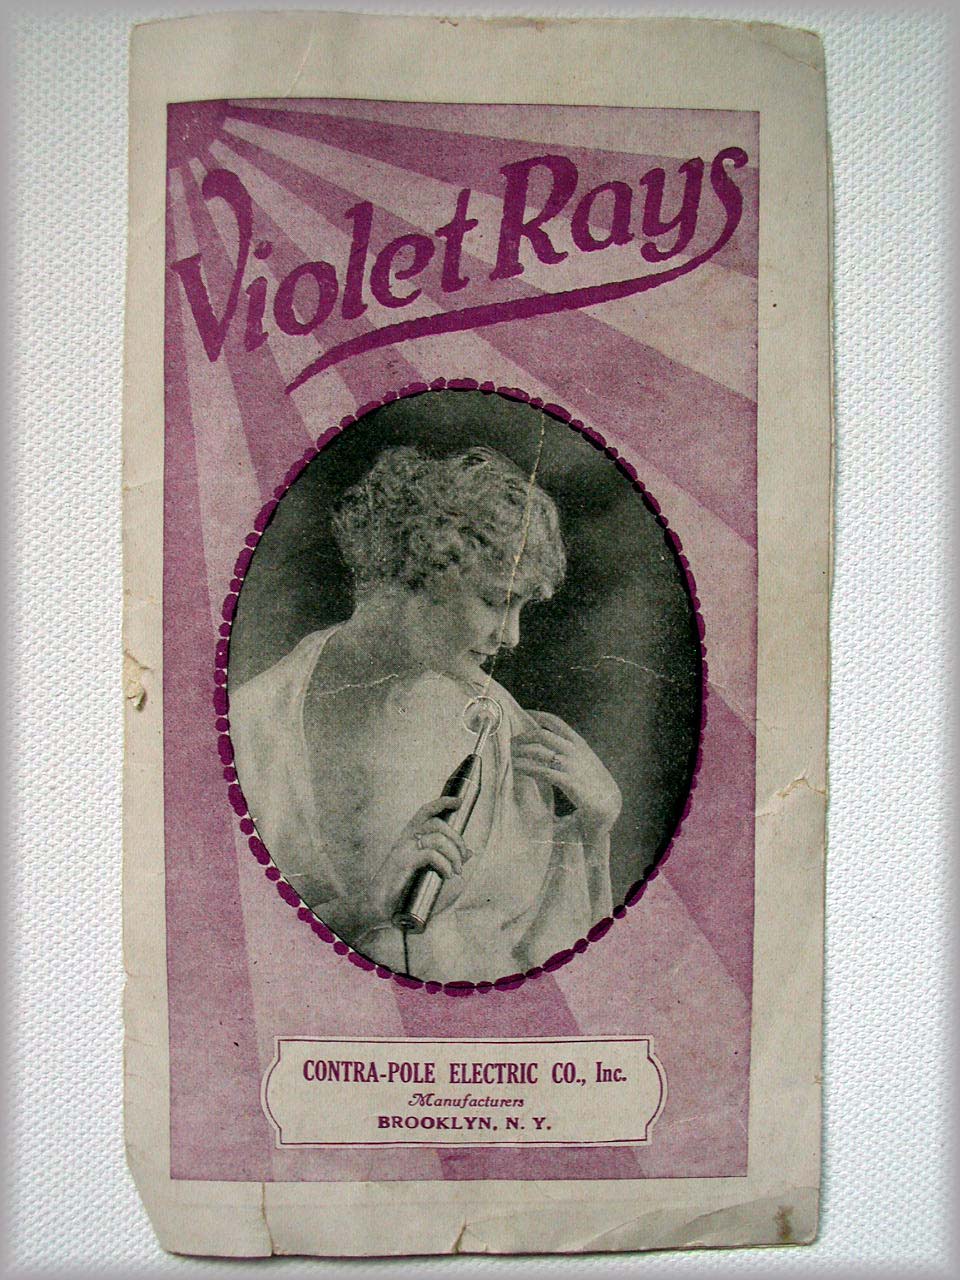 Violet Rays
CONTRA-POLE ELECTRIC CO., Inc.
Manufacturers
BROOKLYN, N. Y.